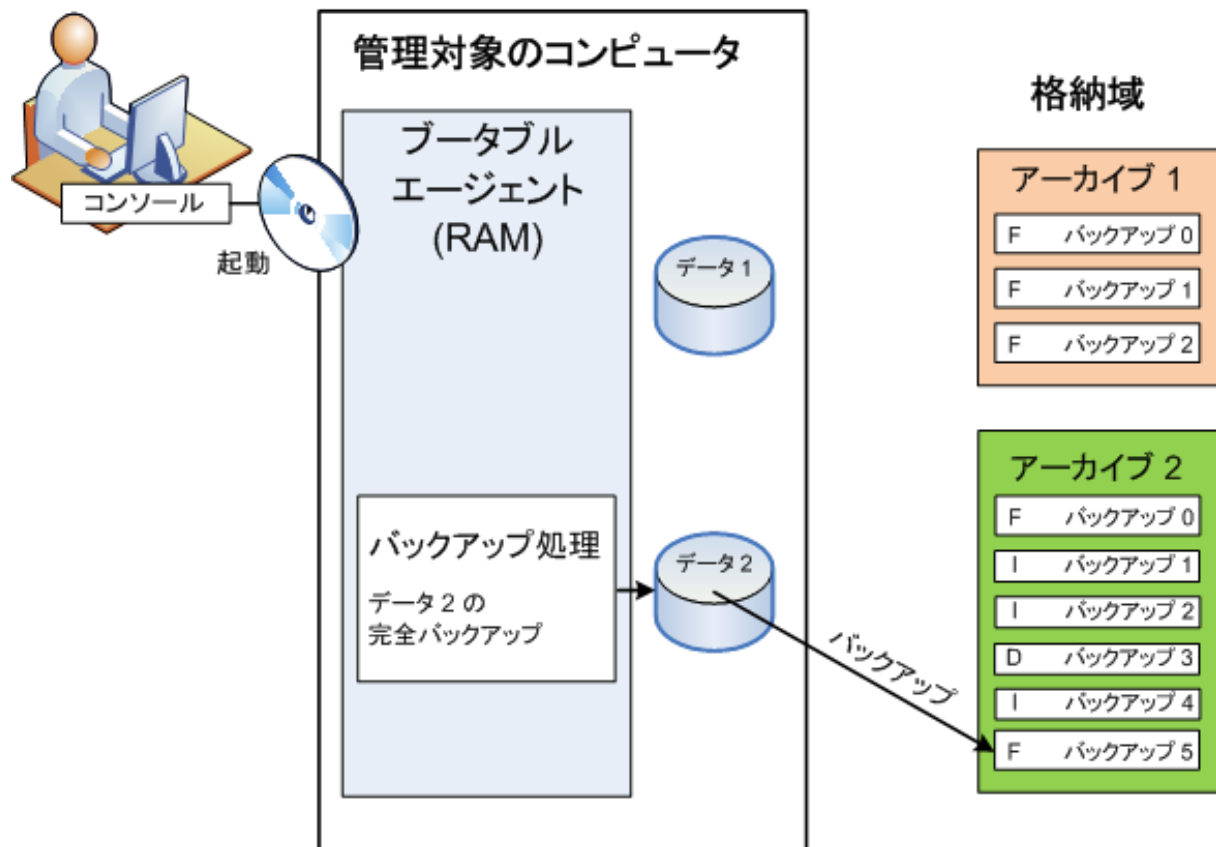 管理対象のコンピュータ
格納域
ブータブル
エージェント
(RAM)
コンソール
起動
データ 1
アーカイブ 1
F バックアップ 0
F バックアップ 1
F バックアップ 2
バックアップ処理
データ 2 の
完全バックアップ
データ 2
バックアップ
アーカイブ 2
F バックアップ 0
I バックアップ 1
I バックアップ 2
D バックアップ 3
I バックアップ 4
F バックアップ 5